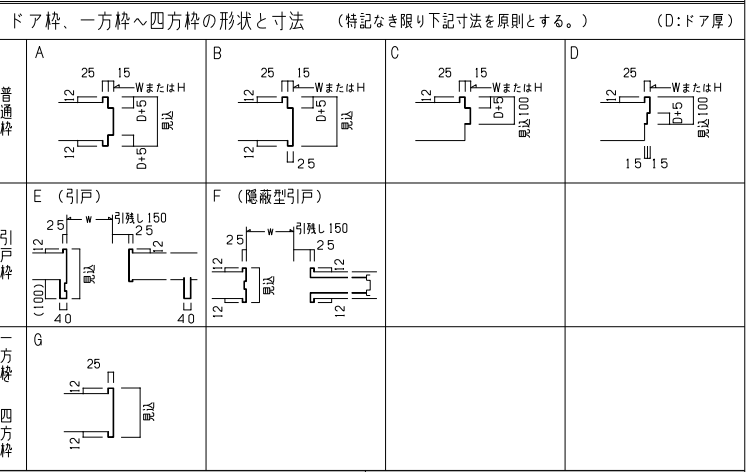 ドア枠、一方枠～四方枠の形状と寸法 (特記なき限り下記寸法を原則とする。) (D:ドア厚)
普通枠
A
25 15
WまたはH
12
D+5
見込
D+5
12
B
25 15
WまたはH
12
D+5
見込
12
25
C
25 15
WまたはH
12
D+5
見込100
D
25
WまたはH
12
D+5
見込100
15 15
引戸枠
E (引戸)
W
引残し150
25
25
12
12
見込
(100)
40
40
F (隠蔽型引戸)
W
引残し150
25
25
12
12
見込
12
12
一方枠～四方枠
G
25
12
見込
12